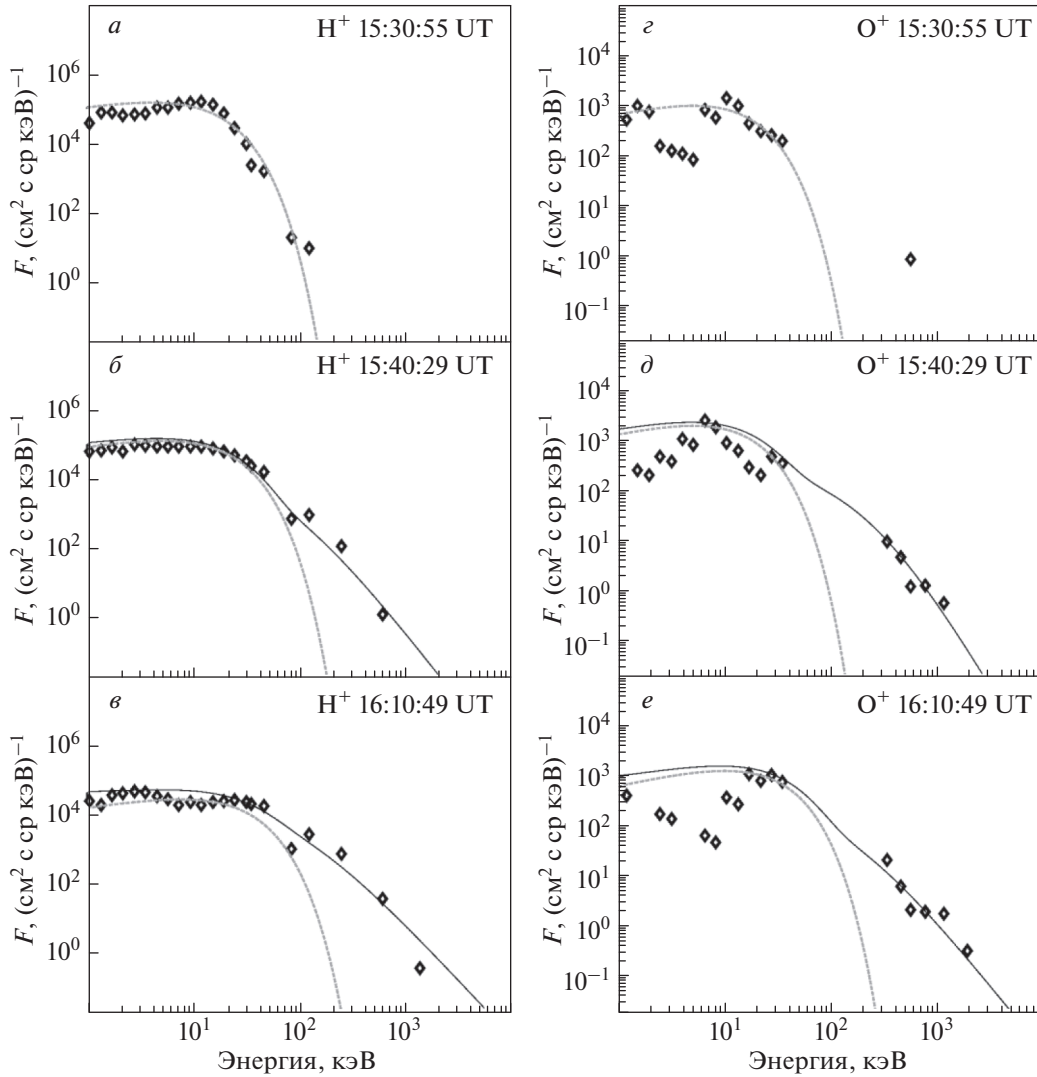 а
H⁺ 15:30:55 UT
F, (см² с ср кэВ)⁻¹
10⁶
10⁴
10²
10⁰
г
O⁺ 15:30:55 UT
F, (см² с ср кэВ)⁻¹
10⁴
10³
10²
10¹
10⁰
10⁻¹
б
H⁺ 15:40:29 UT
F, (см² с ср кэВ)⁻¹
10⁶
10⁴
10²
10⁰
д
O⁺ 15:40:29 UT
F, (см² с ср кэВ)⁻¹
10⁴
10³
10²
10¹
10⁰
10⁻¹
в
H⁺ 16:10:49 UT
F, (см² с ср кэВ)⁻¹
10⁶
10⁴
10²
10⁰
10¹ 10² 10³
Энергия, кэВ
е
O⁺ 16:10:49 UT
F, (см² с ср кэВ)⁻¹
10⁴
10³
10²
10¹
10⁰
10⁻¹
10¹ 10² 10³
Энергия, кэВ